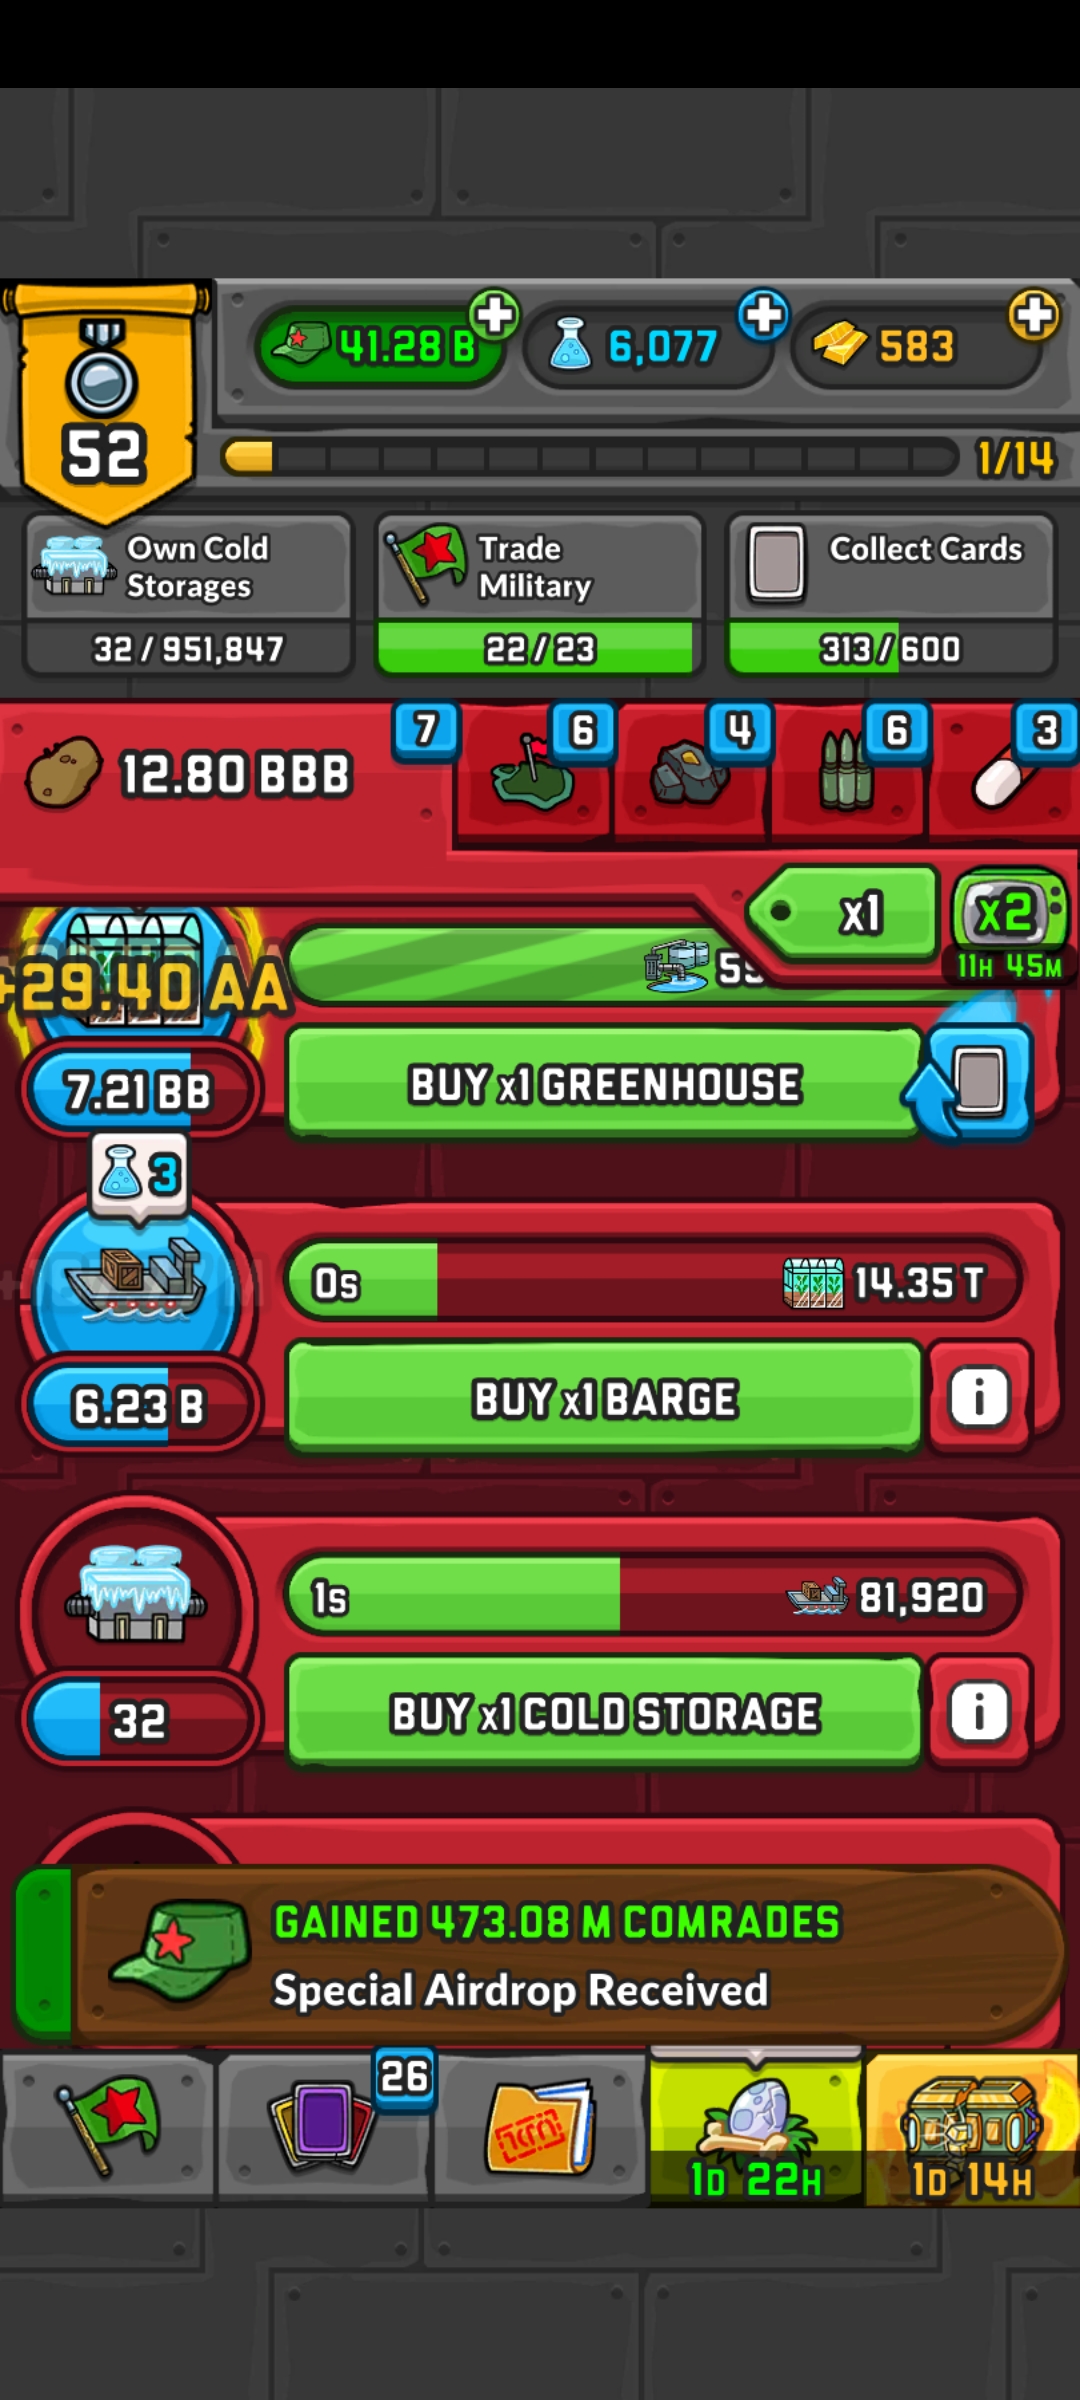 41.28 B
6,077
583
52
1/14
Own Cold
Storages
32 / 951,847
Trade
Military
22 / 23
Collect Cards
313 / 600
12.80 BBB
7
6
4
6
3
x1
x2
11H 45M
+29.40 AA
7.21 BB
BUY x1 GREENHOUSE
3
0s
14.35 T
6.23 B
BUY x1 BARGE
i
1s
81,920
32
BUY x1 COLD STORAGE
i
GAINED 473.08 M COMRADES
Special Airdrop Received
26
1D 22H
1D 14H